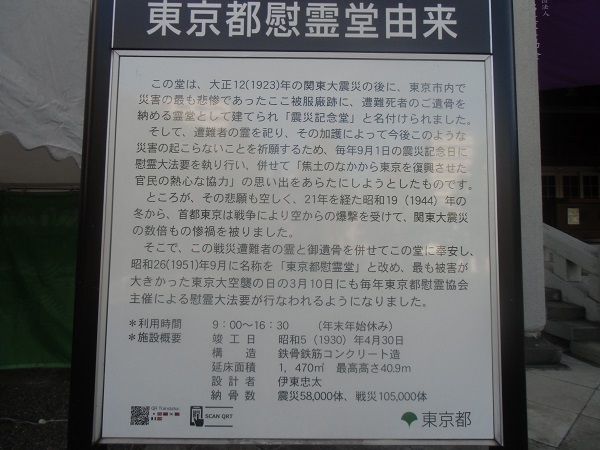 東京都慰霊堂由来
この堂は、大正12(1923)年の関東大震災の後に、東京市内で
災害の最も悲惨であったここ被服廠跡に、遭難死者のご遺骨を
納める霊堂として建てられ「震災記念堂」と名付けられました。
そして、遭難者の霊を祀り、その加護によって今後このような
災害の起こらないことを祈願するため、毎年9月1日の震災記念日に
慰霊大法要を執り行い、併せて「焦土のなかから東京を復興させた
官民の熱心な協力」の思い出をあらたにしようとしたものです。
ところが、その悲願も空しく、21年を経た昭和19（1944）年の
冬から、首都東京は戦争により空からの爆撃を受けて、関東大震災
の数倍もの惨禍を被りました。
そこで、この戦災遭難者の霊と御遺骨を併せてこの堂に奉安し、
昭和26(1951)年9月に名称を「東京都慰霊堂」と改め、最も被害が
大きかった東京大空襲の日の3月10日にも毎年東京都慰霊協会
主催による慰霊大法要が行なわれるようになりました。
＊利用時間 9：00〜16：30 （年末年始休み）
＊施設概要 竣工日 昭和5（1930）年4月30日
構造 鉄骨鉄筋コンクリート造
延床面積 1，470㎡ 最高高さ40.9m
設計者 伊東忠太
納骨数 震災58,000体、戦災105,000体
QR Translator
SCAN QRT
東京都